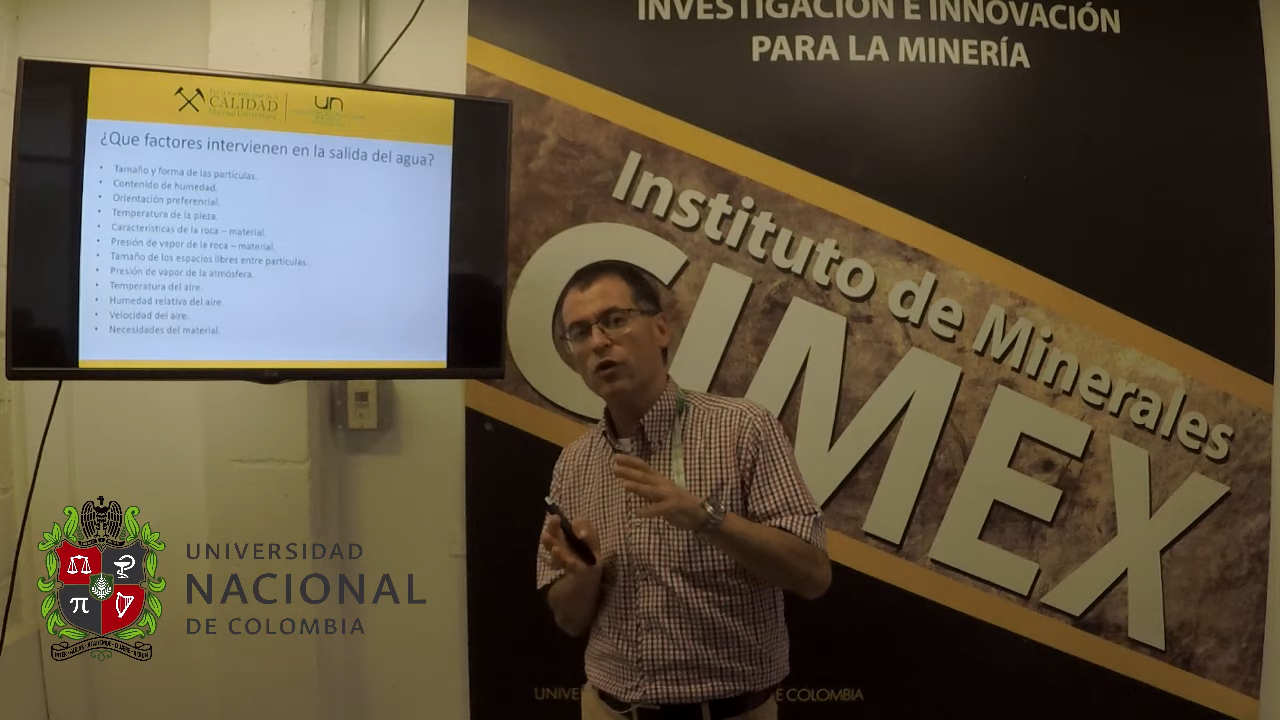 INVESTIGACIÓN E INNOVACIÓN
PARA LA MINERÍA
CALIDAD
un
¿Que factores intervienen en la salida del agua?
• Tamaño y forma de las partículas.
• Contenido de humedad.
• Orientación preferencial.
• Temperatura de la pieza.
• Características de la roca – material.
• Presión de vapor de la roca – material.
• Tamaño de los espacios libres entre partículas.
• Presión de vapor de la atmósfera.
• Temperatura del aire.
• Humedad relativa del aire.
• Velocidad del aire.
• Necesidades del material.
Instituto de Minerales
CIMEX
π
UNIVERSIDAD
NACIONAL
DE COLOMBIA
COLOMBIA